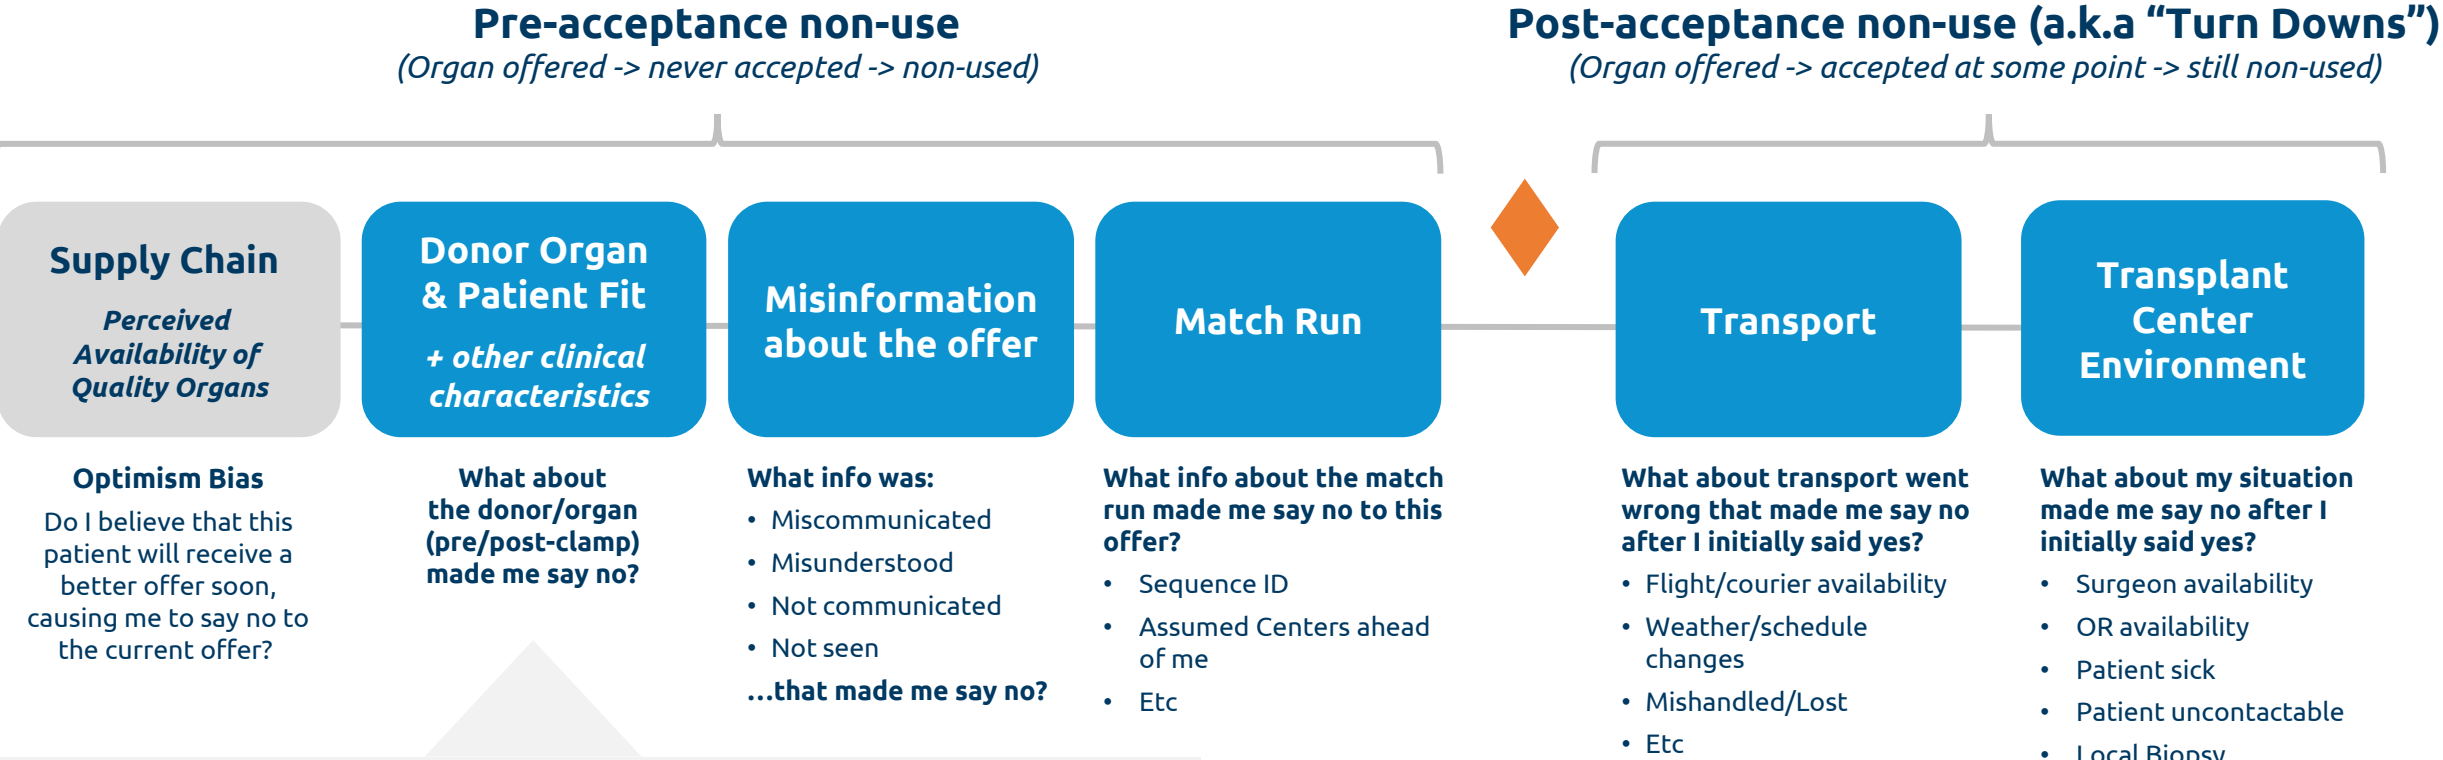 Pre-acceptance non-use
(Organ offered -> never accepted -> non-used)
Post-acceptance non-use (a.k.a “Turn Downs”)
(Organ offered -> accepted at some point -> still non-used)
Supply Chain
Perceived
Availability of
Quality Organs
Donor Organ
& Patient Fit
+ other clinical
characteristics
Misinformation
about the offer
Match Run
Transport
Transplant
Center
Environment
Optimism Bias
Do I believe that this
patient will receive a
better offer soon,
causing me to say no to
the current offer?
What about
the donor/organ
(pre/post-clamp)
made me say no?
What info was:
• Miscommunicated
• Misunderstood
• Not communicated
• Not seen
…that made me say no?
What info about the match
run made me say no to this
offer?
• Sequence ID
• Assumed Centers ahead
of me
• Etc
What about transport went
wrong that made me say no
after I initially said yes?
• Flight/courier availability
• Weather/schedule
changes
• Mishandled/Lost
• Etc
What about my situation
made me say no after I
initially said yes?
• Surgeon availability
• OR availability
• Patient sick
• Patient uncontactable
• Local Biopsy